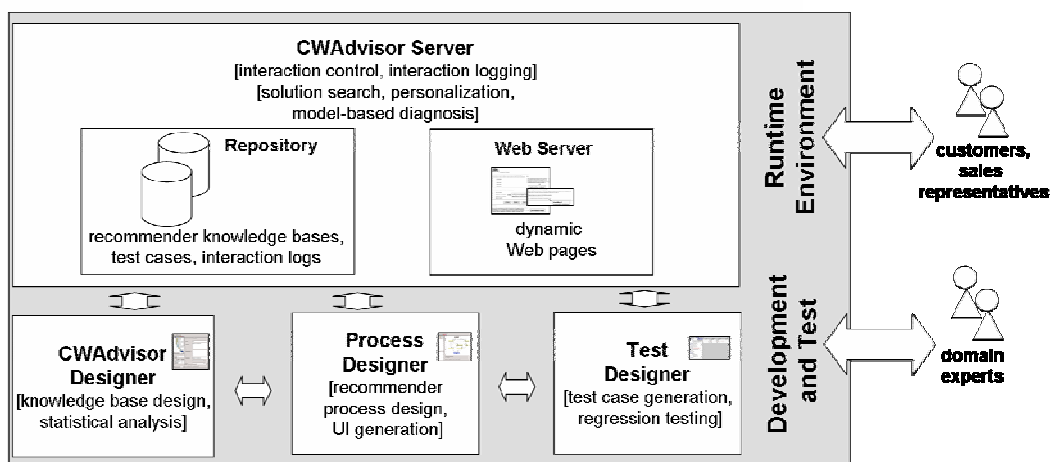 CWAdvisor Server
[interaction control, interaction logging]
[solution search, personalization,
model-based diagnosis]
Repository
recommender knowledge bases,
test cases, interaction logs
Web Server
dynamic
Web pages
Runtime
Environment
customers,
sales
representatives
CWAdvisor
Designer
[knowledge base design,
statistical analysis]
Process
Designer
[recommender
process design,
UI generation]
Test
Designer
[test case generation,
regression testing]
Development
and Test
domain
experts